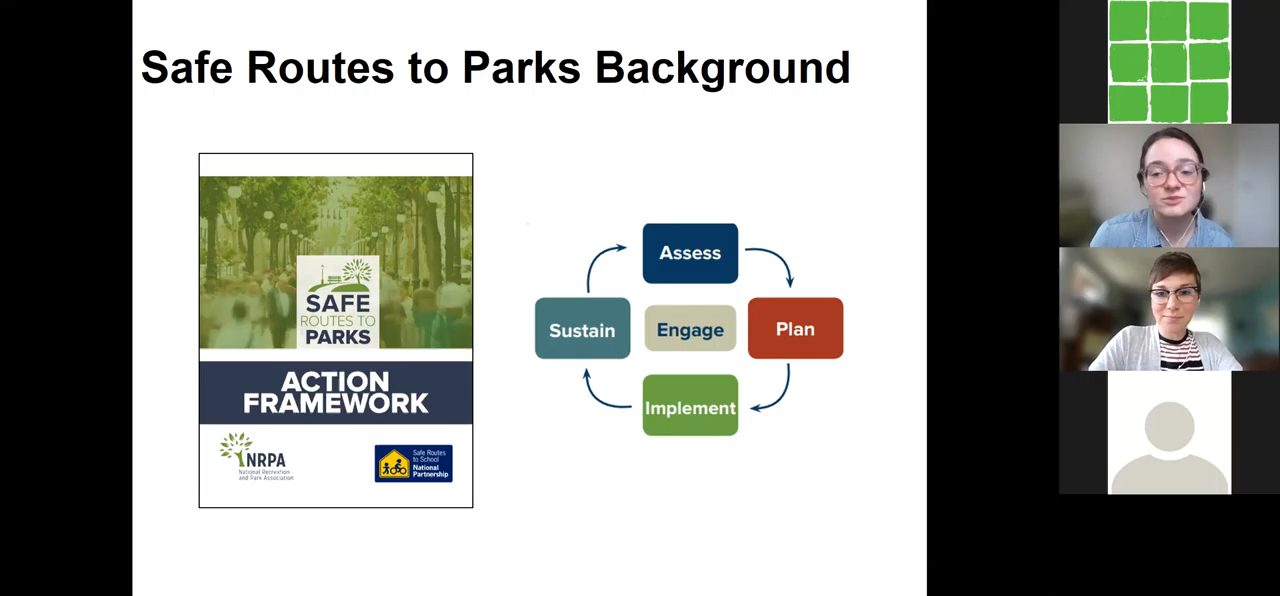 Safe Routes to Parks Background
SAFE
ROUTES TO
PARKS
ACTION
FRAMEWORK
NRPA
National Recreation
and Park Association
Safe Routes
to School
National
Partnership
Assess
Sustain
Engage
Plan
Implement